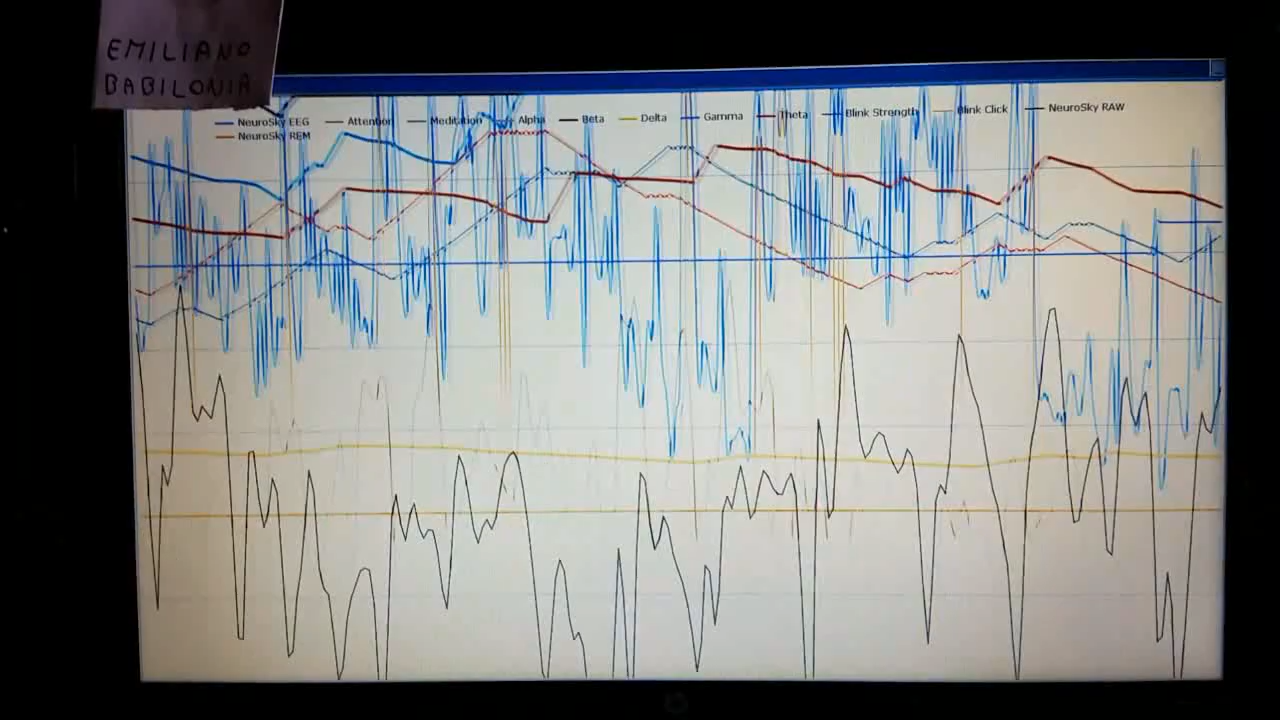 EMILIANO
BABILONIA
NeuroSky EEG Attention Meditation Alpha Beta Delta Gamma Theta Blink Strength Blink Click NeuroSky RAW
NeuroSky REM